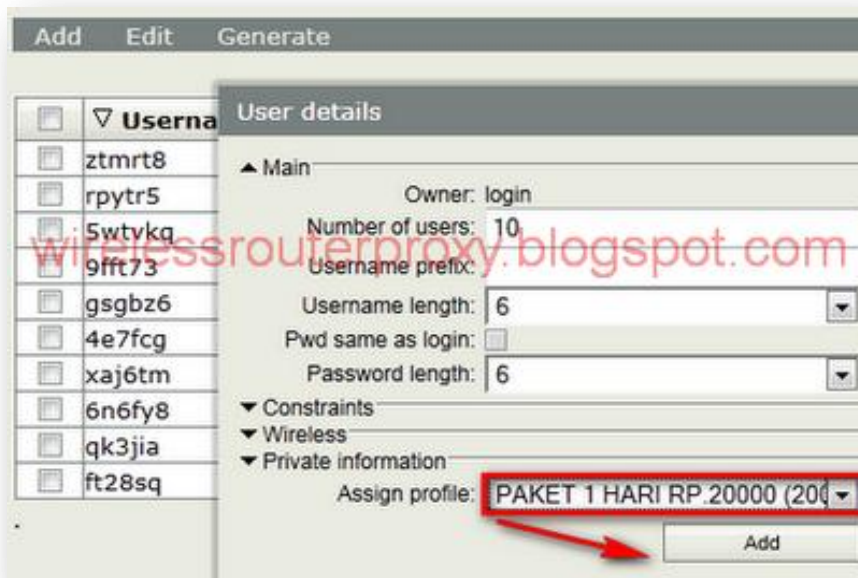 Add Edit Generate
▽ Userna
ztmrt8
rpytr5
5wtvkq
9fft73
gsgbz6
4e7fcg
xaj6tm
6n6fy8
qk3jia
ft28sq
.
User details
▲ Main
Owner: login
Number of users: 10
Username prefix:
Username length: 6
Pwd same as login:
Password length: 6
▼ Constraints
▼ Wireless
▼ Private information
Assign profile: PAKET 1 HARI RP.20000 (200
Add
wirelessrouterproxy.blogspot.com